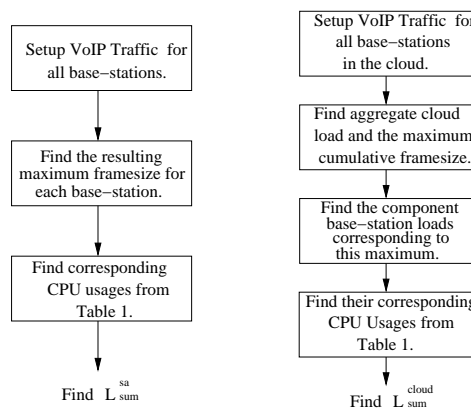 Setup VoIP Traffic for
all base−stations.
Find the resulting
maximum framesize for
each base−station.
Find corresponding
CPU usages from
Table 1.
Find L sa sum
Setup VoIP Traffic for
all base−stations
in the cloud.
Find aggregate cloud
load and the maximum
cumulative framesize.
Find the component
base−station loads
corresponding to
this maximum.
Find their corresponding
CPU Usages from
Table 1.
Find L cloud sum